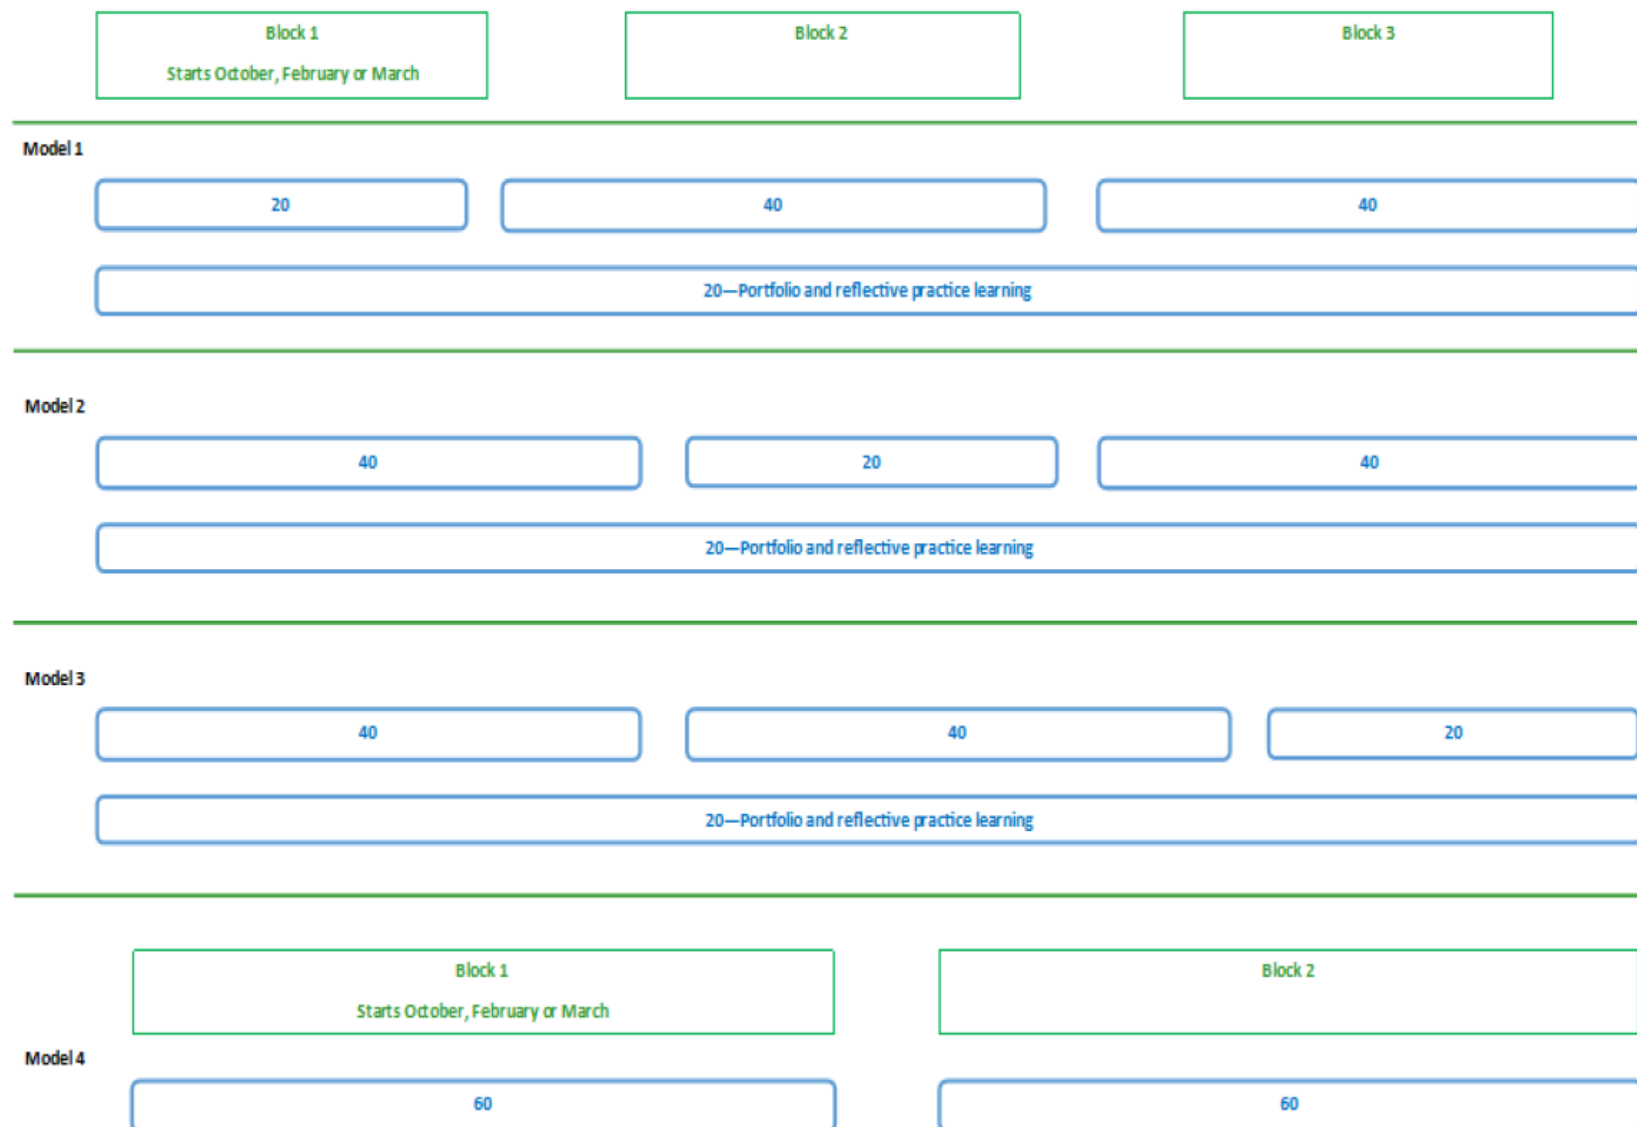 Block 1
Starts October, February or March
Block 2
Block 3
Model 1
20
40
40
20—Portfolio and reflective practice learning
Model 2
40
20
40
20—Portfolio and reflective practice learning
Model 3
40
40
20
20—Portfolio and reflective practice learning
Block 1
Starts October, February or March
Block 2
Model 4
60
60